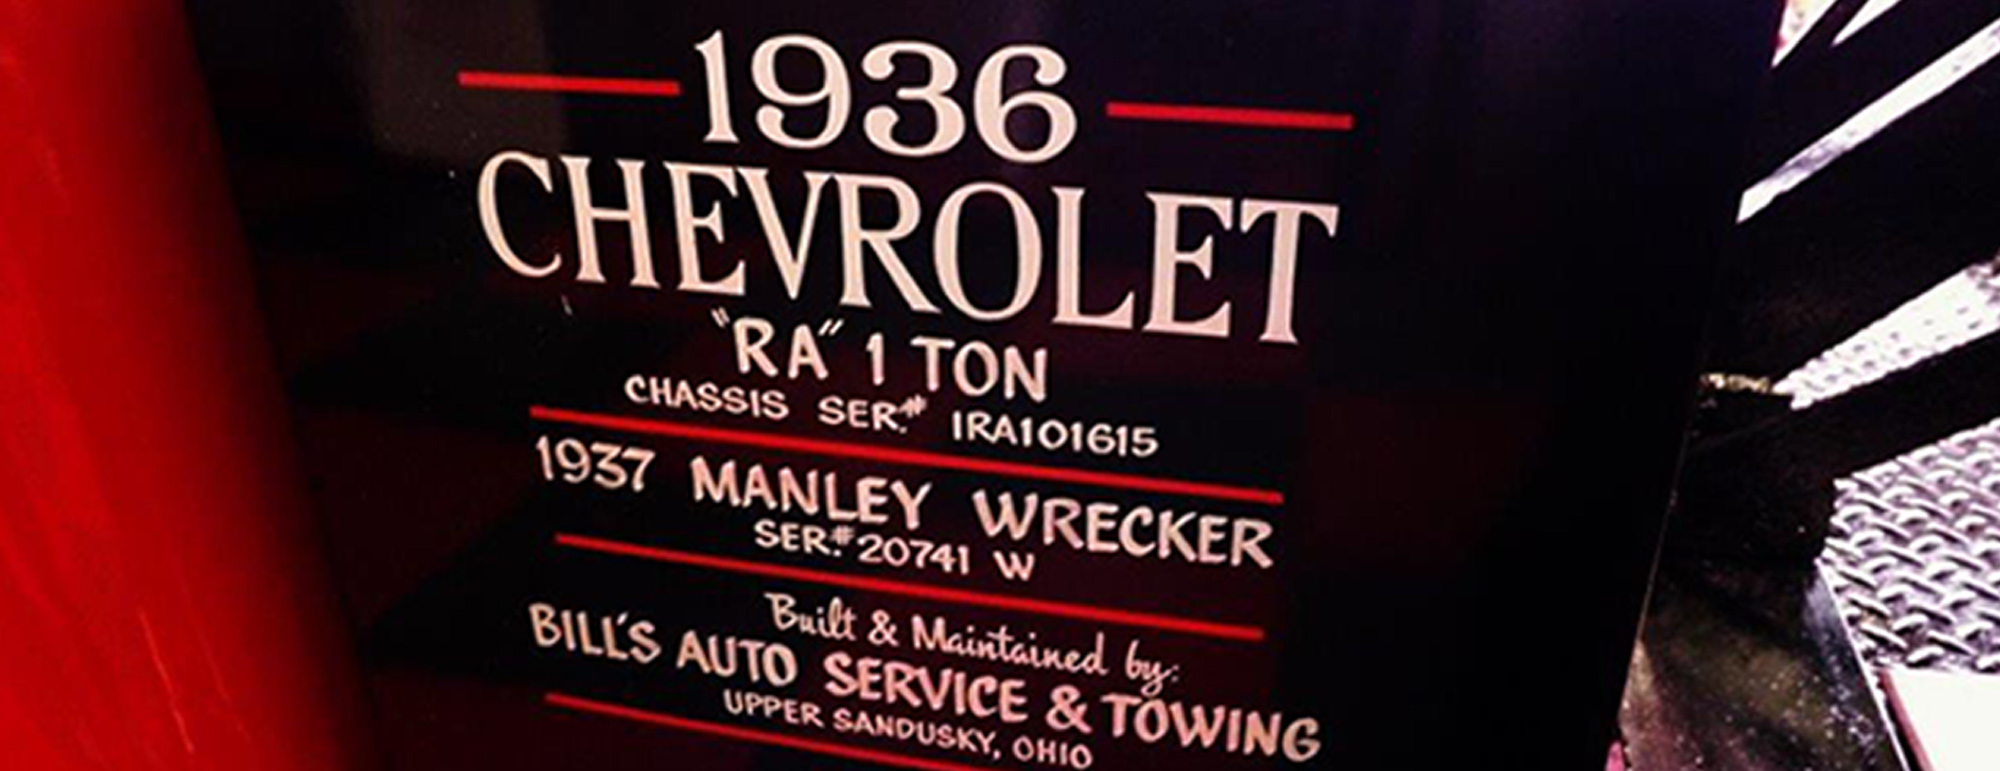 1936
CHEVROLET
"RA" 1 TON
CHASSIS SER.# IRA101615
1937 MANLEY WRECKER
SER.# 20741 W
Built & Maintained by:
BILL'S AUTO SERVICE & TOWING
UPPER SANDUSKY, OHIO